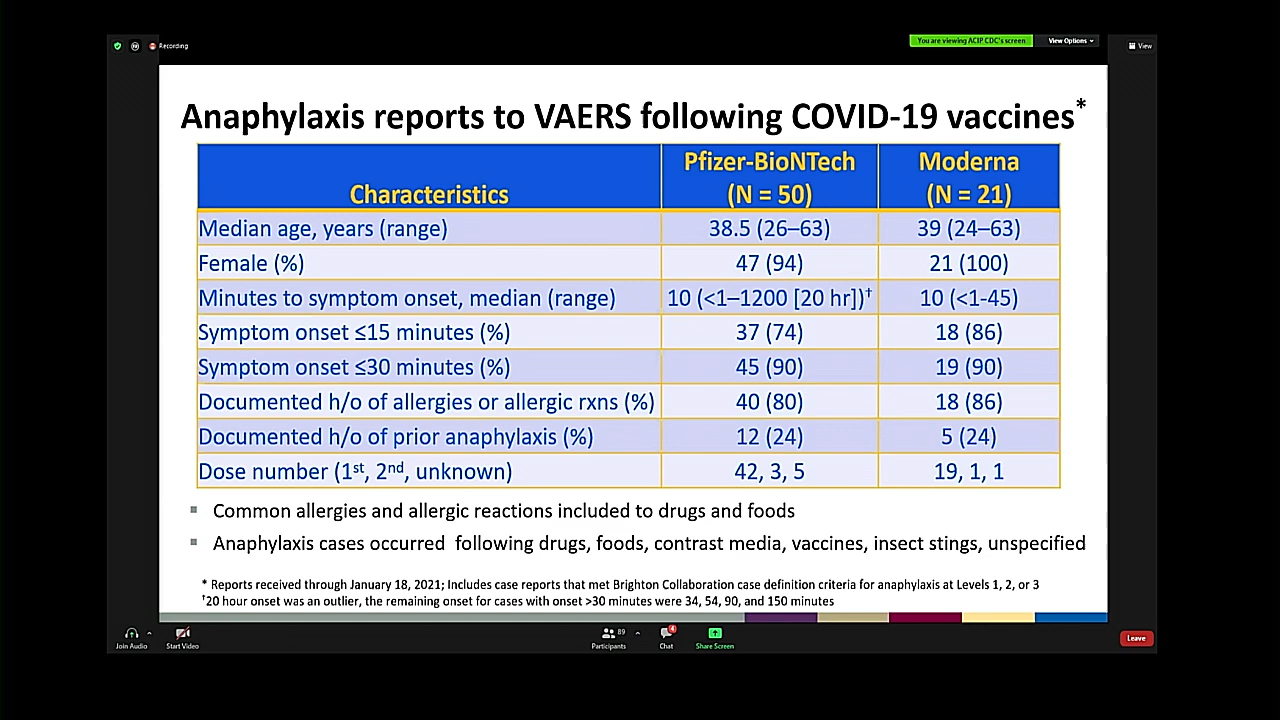 Recording
You are viewing ACIP CDC's screen
View Options
View
Anaphylaxis reports to VAERS following COVID-19 vaccines*
Characteristics
Pfizer-BioNTech
(N = 50)
Moderna
(N = 21)
Median age, years (range) 38.5 (26–63) 39 (24–63)
Female (%) 47 (94) 21 (100)
Minutes to symptom onset, median (range) 10 (<1–1200 [20 hr])† 10 (<1-45)
Symptom onset ≤15 minutes (%) 37 (74) 18 (86)
Symptom onset ≤30 minutes (%) 45 (90) 19 (90)
Documented h/o of allergies or allergic rxns (%) 40 (80) 18 (86)
Documented h/o of prior anaphylaxis (%) 12 (24) 5 (24)
Dose number (1st, 2nd, unknown) 42, 3, 5 19, 1, 1
▪ Common allergies and allergic reactions included to drugs and foods
▪ Anaphylaxis cases occurred following drugs, foods, contrast media, vaccines, insect stings, unspecified
* Reports received through January 18, 2021; Includes case reports that met Brighton Collaboration case definition criteria for anaphylaxis at Levels 1, 2, or 3
†20 hour onset was an outlier, the remaining onset for cases with onset >30 minutes were 34, 54, 90, and 150 minutes
Join Audio
Start Video
89
Participants
Chat
Share Screen
Leave